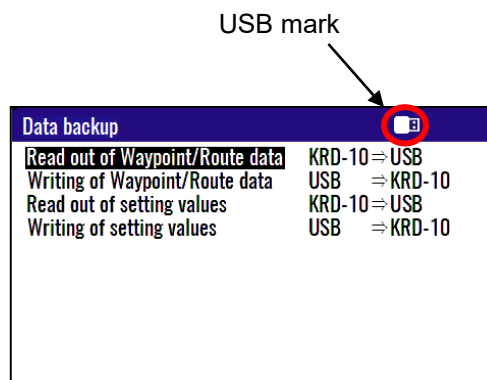 USB mark
Data backup
Read out of Waypoint/Route data KRD-10⇒USB
Writing of Waypoint/Route data USB ⇒KRD-10
Read out of setting values KRD-10⇒USB
Writing of setting values USB ⇒KRD-10